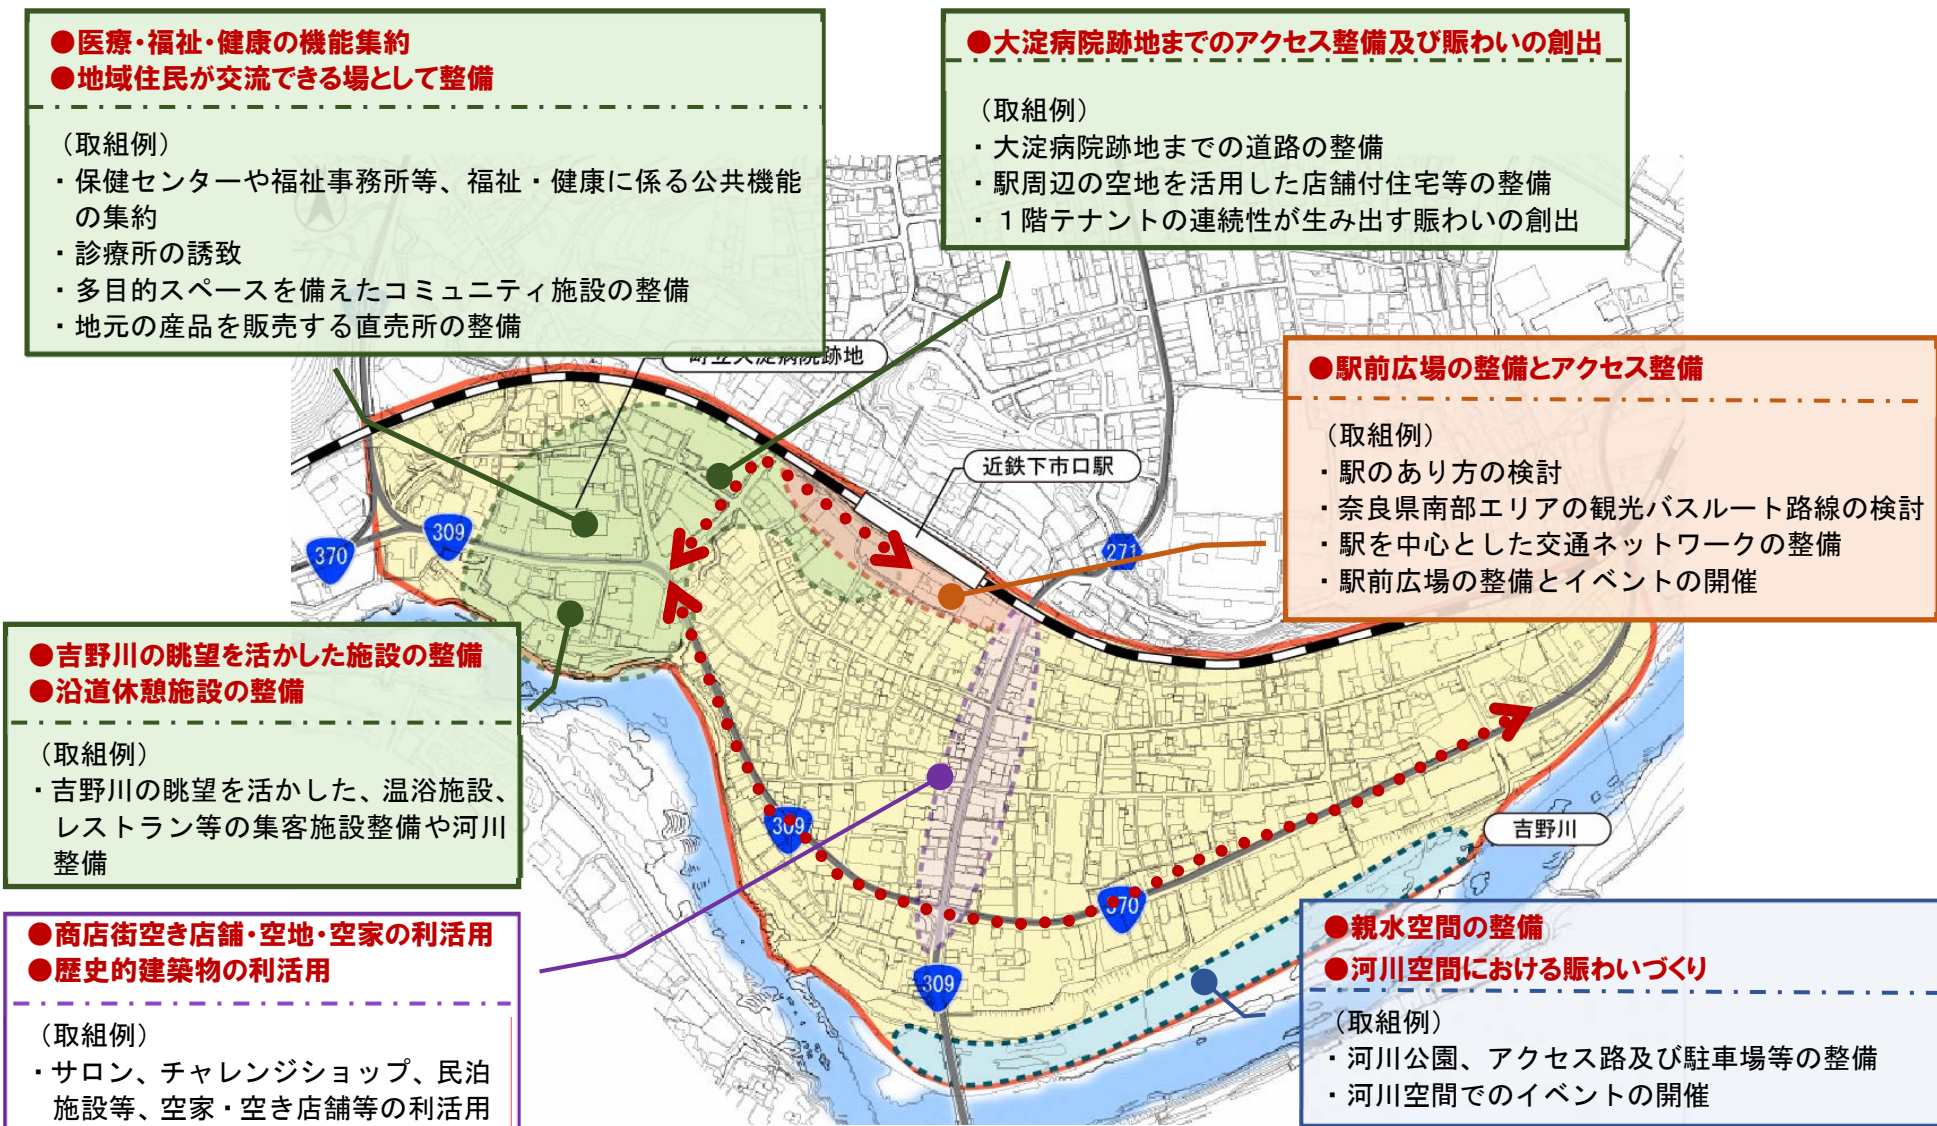 ●医療・福祉・健康の機能集約
●地域住民が交流できる場として整備
（取組例）
・保健センターや福祉事務所等、福祉・健康に係る公共機能
の集約
・診療所の誘致
・多目的スペースを備えたコミュニティ施設の整備
・地元の産品を販売する直売所の整備
●大淀病院跡地までのアクセス整備及び賑わいの創出
（取組例）
・大淀病院跡地までの道路の整備
・駅周辺の空地を活用した店舗付住宅等の整備
・１階テナントの連続性が生み出す賑わいの創出
町立大淀病院跡地
●駅前広場の整備とアクセス整備
（取組例）
・駅のあり方の検討
・奈良県南部エリアの観光バスルート路線の検討
・駅を中心とした交通ネットワークの整備
・駅前広場の整備とイベントの開催
近鉄下市口駅
309
370
271
●吉野川の眺望を活かした施設の整備
●沿道休憩施設の整備
（取組例）
・吉野川の眺望を活かした、温浴施設、
レストラン等の集客施設整備や河川
整備
309
吉野川
370
309
●商店街空き店舗・空地・空家の利活用
●歴史的建築物の利活用
（取組例）
・サロン、チャレンジショップ、民泊
施設等、空家・空き店舗等の利活用
●親水空間の整備
●河川空間における賑わいづくり
（取組例）
・河川公園、アクセス路及び駐車場等の整備
・河川空間でのイベントの開催